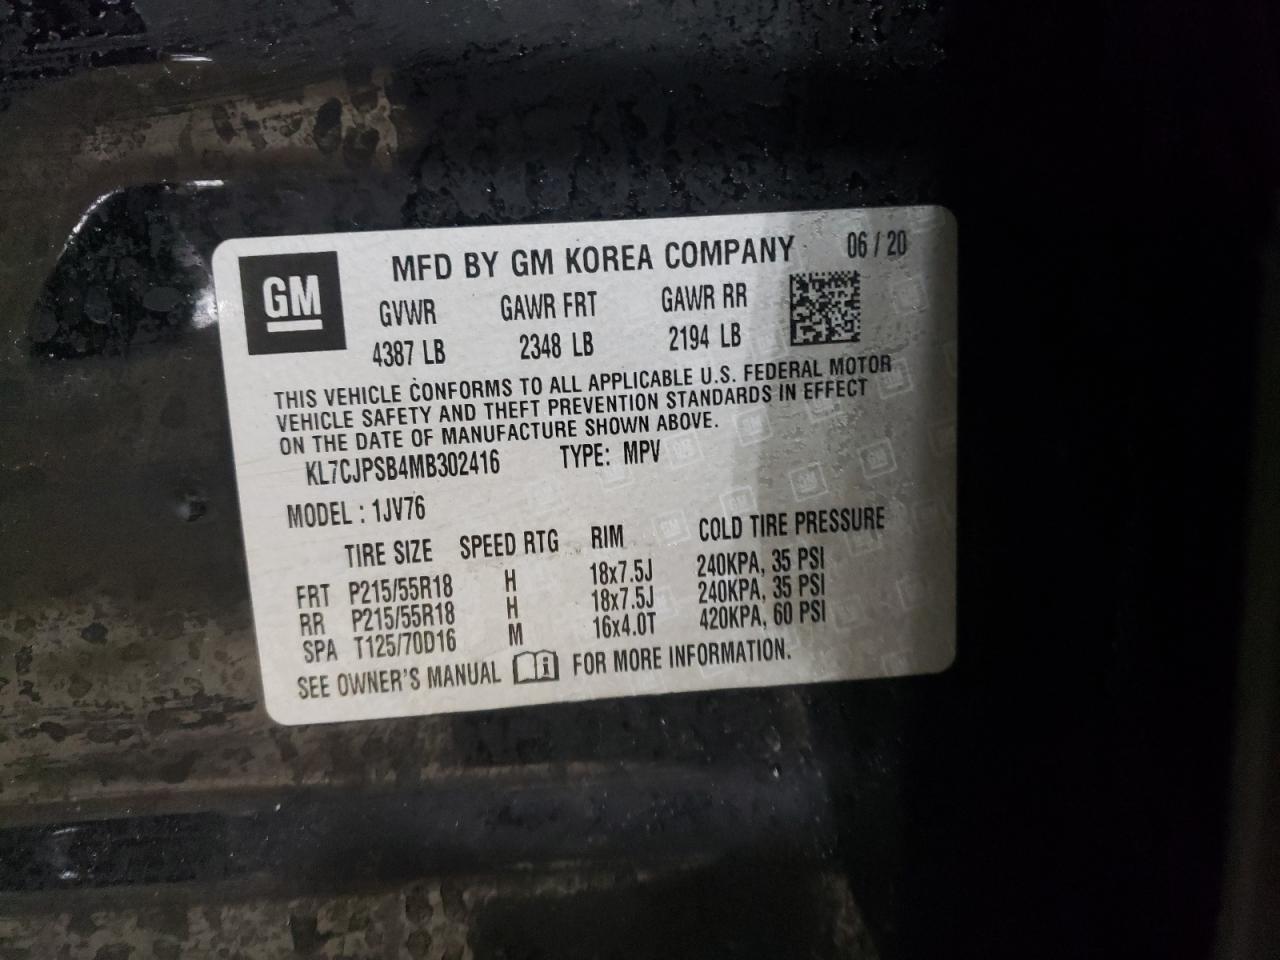 GM
MFD BY GM KOREA COMPANY 06 / 20
GVWR GAWR FRT GAWR RR
4387 LB 2348 LB 2194 LB
THIS VEHICLE CONFORMS TO ALL APPLICABLE U.S. FEDERAL MOTOR
VEHICLE SAFETY AND THEFT PREVENTION STANDARDS IN EFFECT
ON THE DATE OF MANUFACTURE SHOWN ABOVE.
KL7CJPSB4MB302416 TYPE: MPV
MODEL : 1JV76
TIRE SIZE SPEED RTG RIM COLD TIRE PRESSURE
FRT P215/55R18 H 18x7.5J 240KPA, 35 PSI
RR P215/55R18 H 18x7.5J 240KPA, 35 PSI
SPA T125/70D16 M 16x4.0T 420KPA, 60 PSI
SEE OWNER'S MANUAL i FOR MORE INFORMATION.